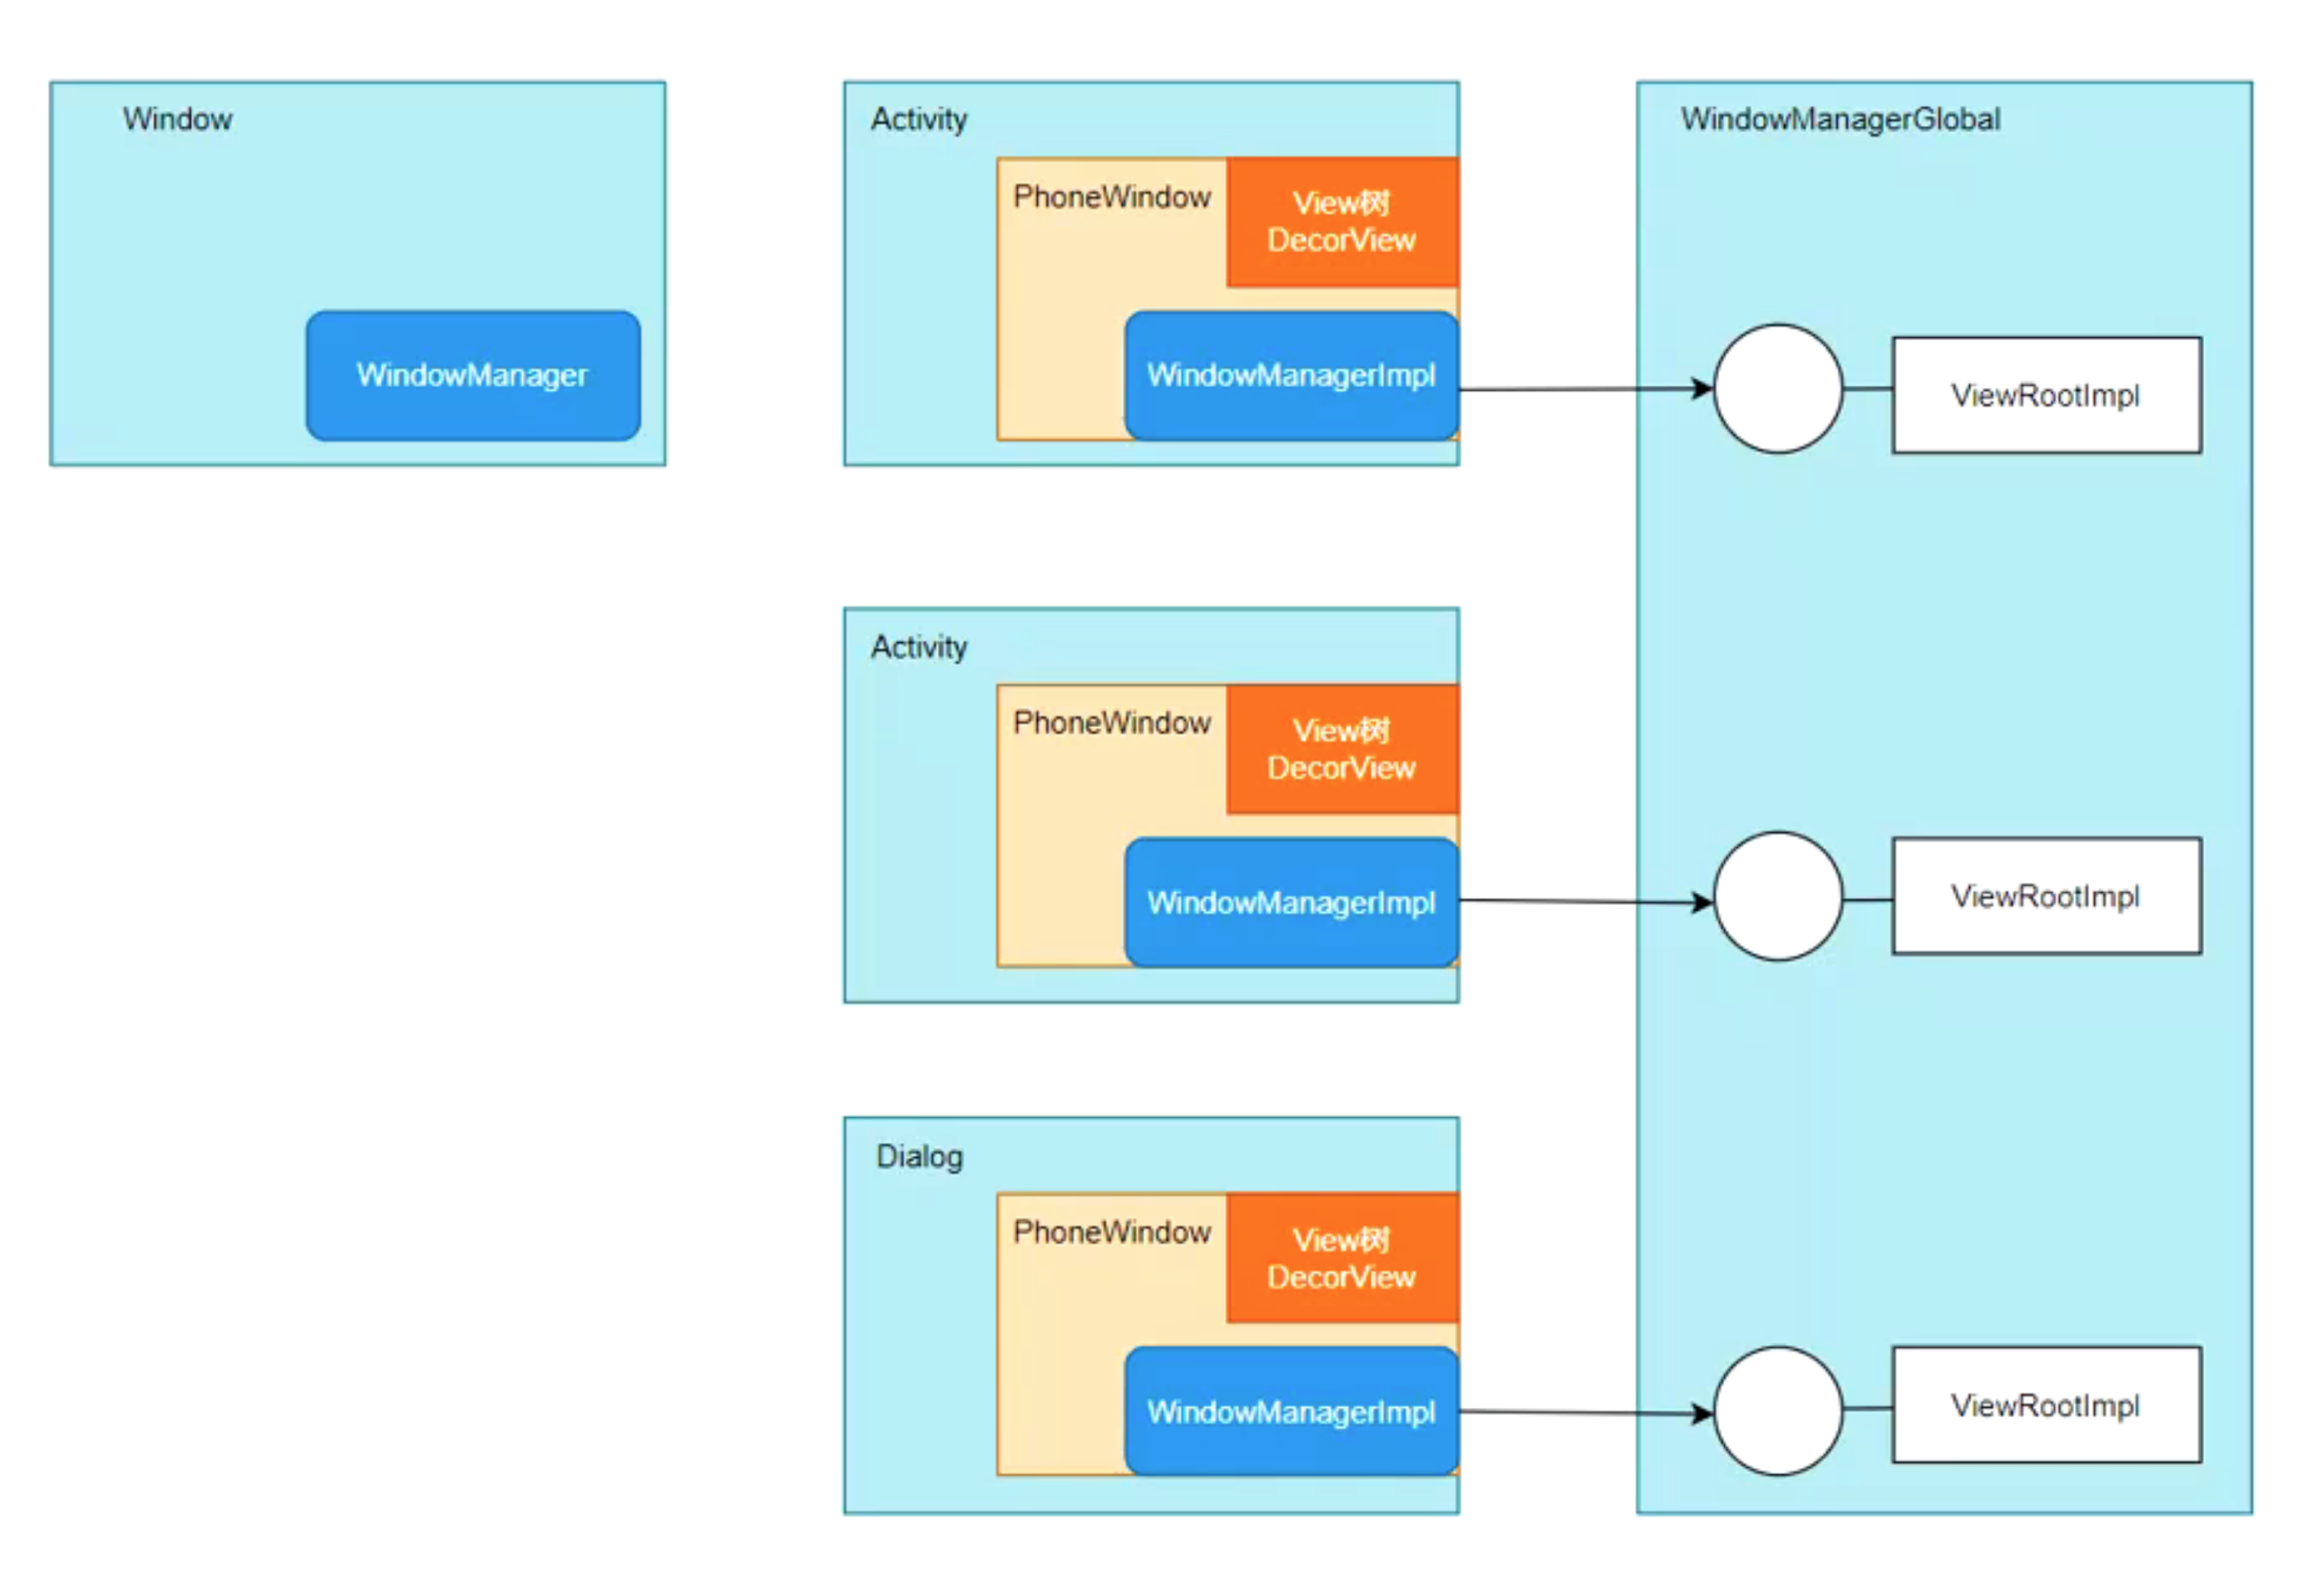 Window
WindowManager
Activity
PhoneWindow
View树
DecorView
WindowManagerImpl
WindowManagerGlobal
ViewRootImpl
Activity
PhoneWindow
View树
DecorView
WindowManagerImpl
ViewRootImpl
Dialog
PhoneWindow
View树
DecorView
WindowManagerImpl
ViewRootImpl